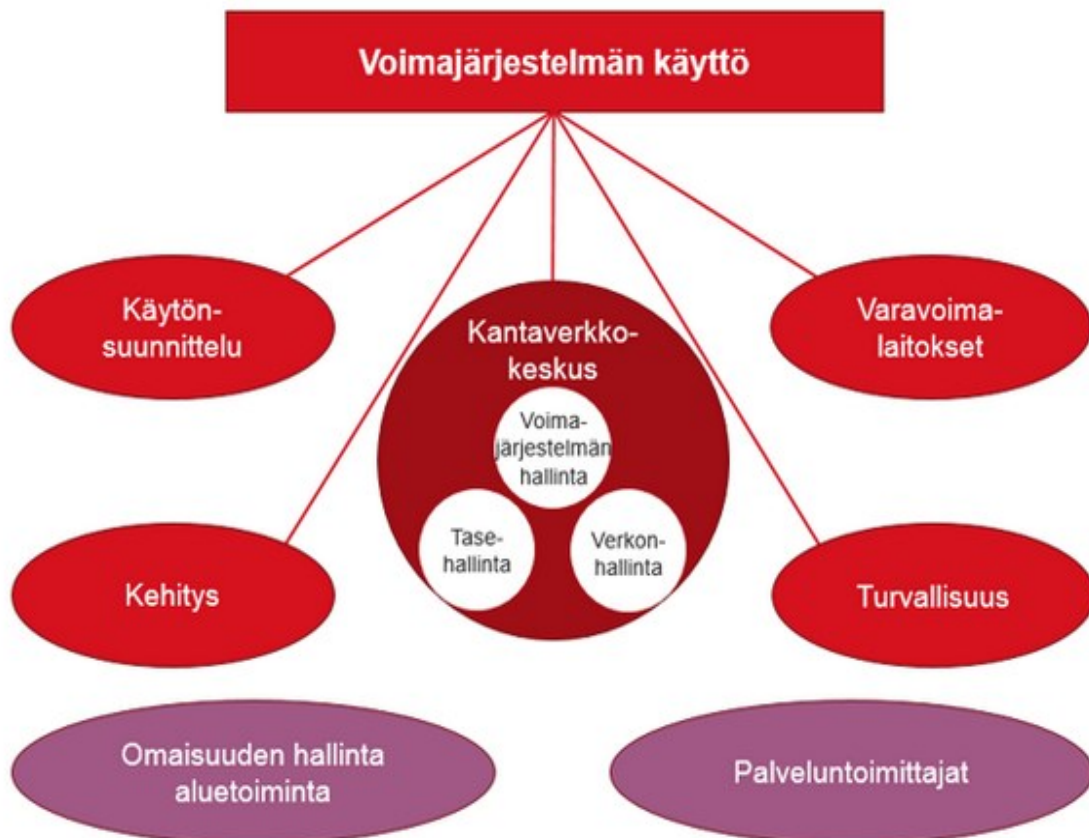 Voimajärjestelmän käyttö
Käytön-
suunnittelu
Kantaverkko-
keskus
Varavoima-
laitokset
Voima-
järjestelmän
hallinta
Tase-
hallinta
Verkon-
hallinta
Kehitys
Turvallisuus
Omaisuuden hallinta
aluetoiminta
Palveluntoimittajat